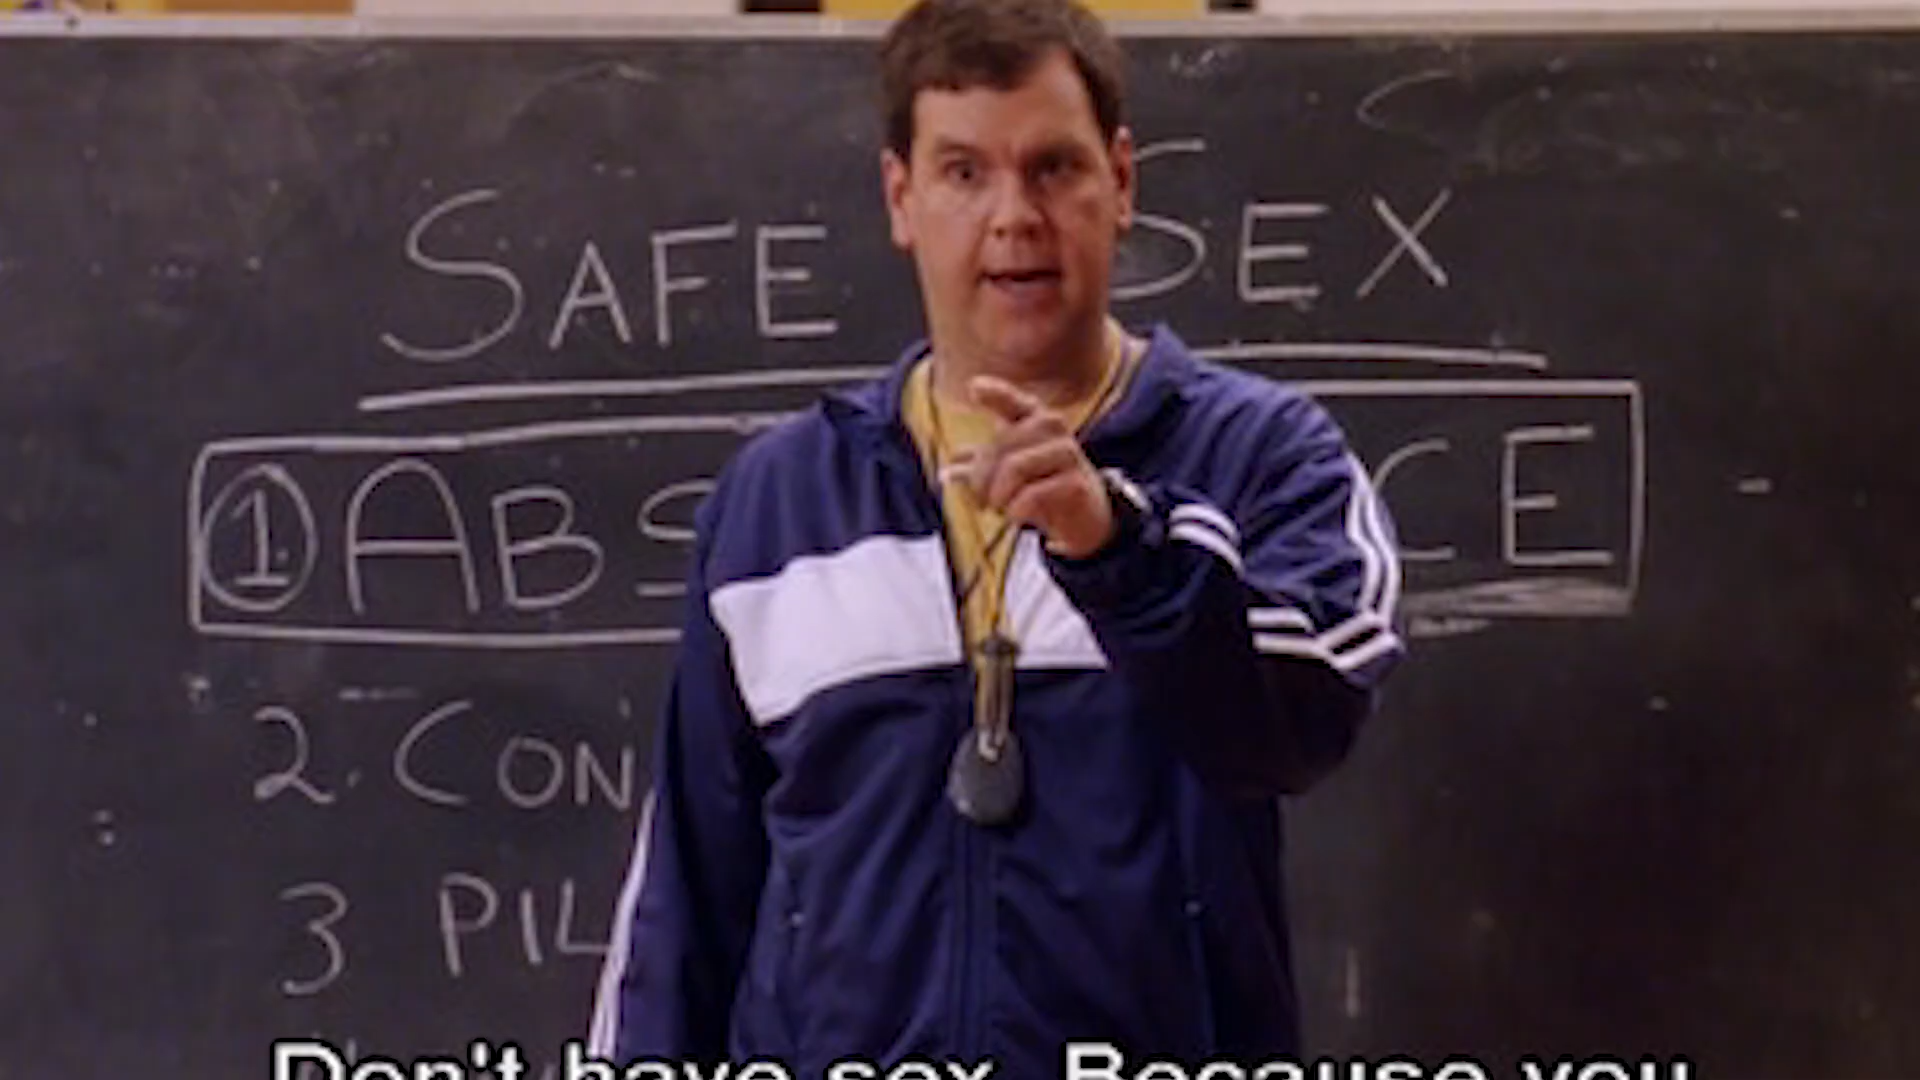 SAFE SEX
1. ABS CE
2. CON
3 PIL
Don't have sex. Because you